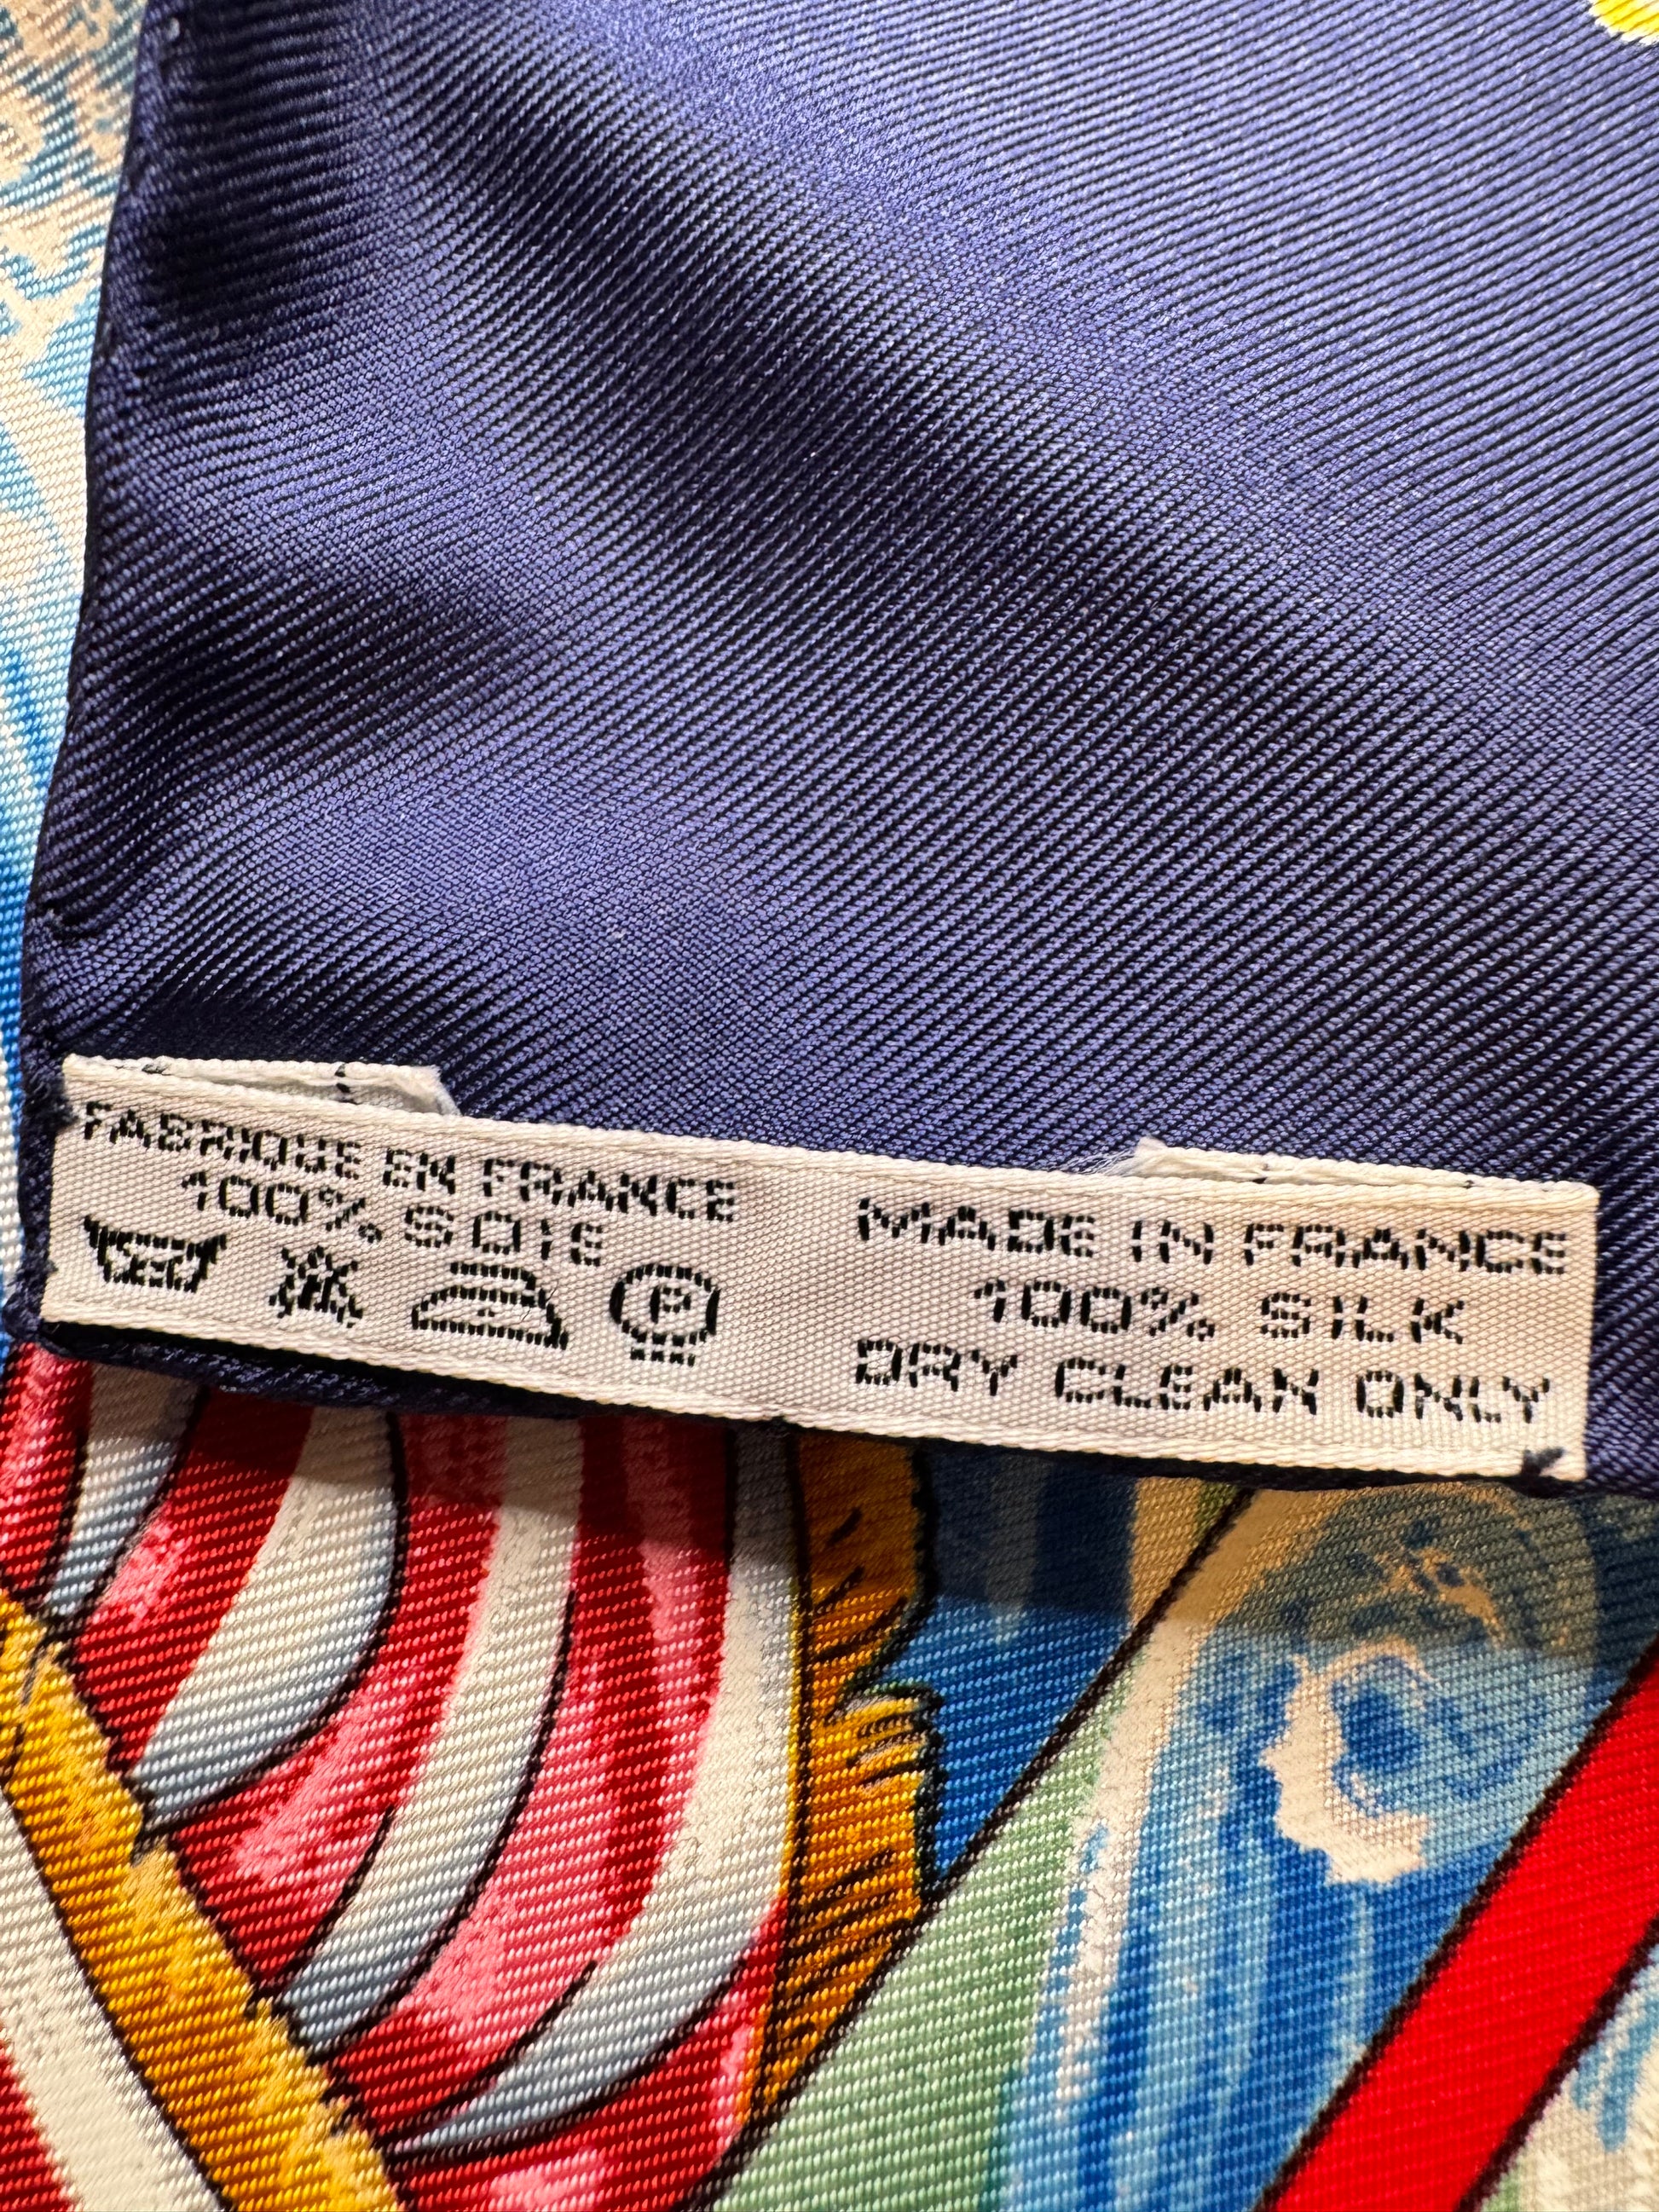 FABRIQUE EN FRANCE
100% SOIE
P
MADE IN FRANCE
100% SILK
DRY CLEAN ONLY